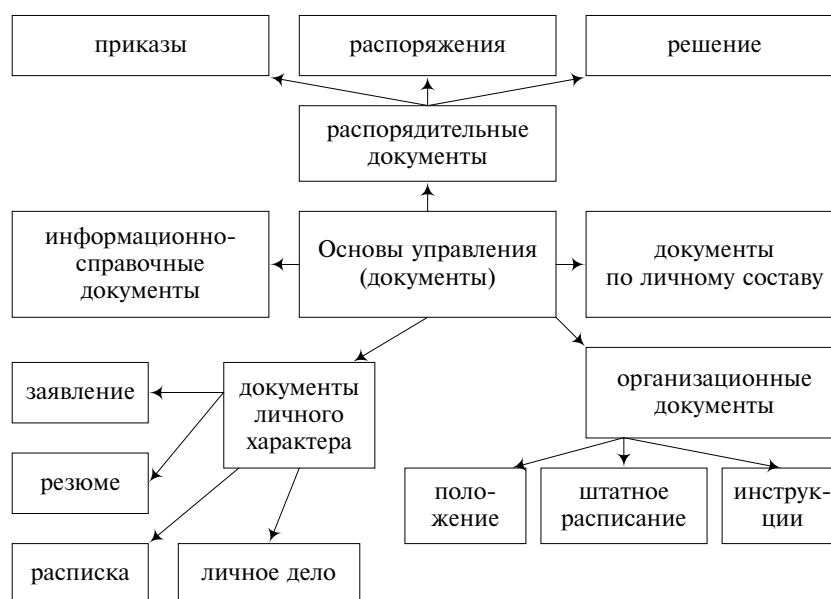 приказы
распоряжения
решение
распорядительные
документы
информационно-
справочные
документы
Основы управления
(документы)
документы
по личному составу
заявление
документы
личного
характера
организационные
документы
резюме
поло-
жение
штатное
расписание
инструк-
ции
расписка
личное дело